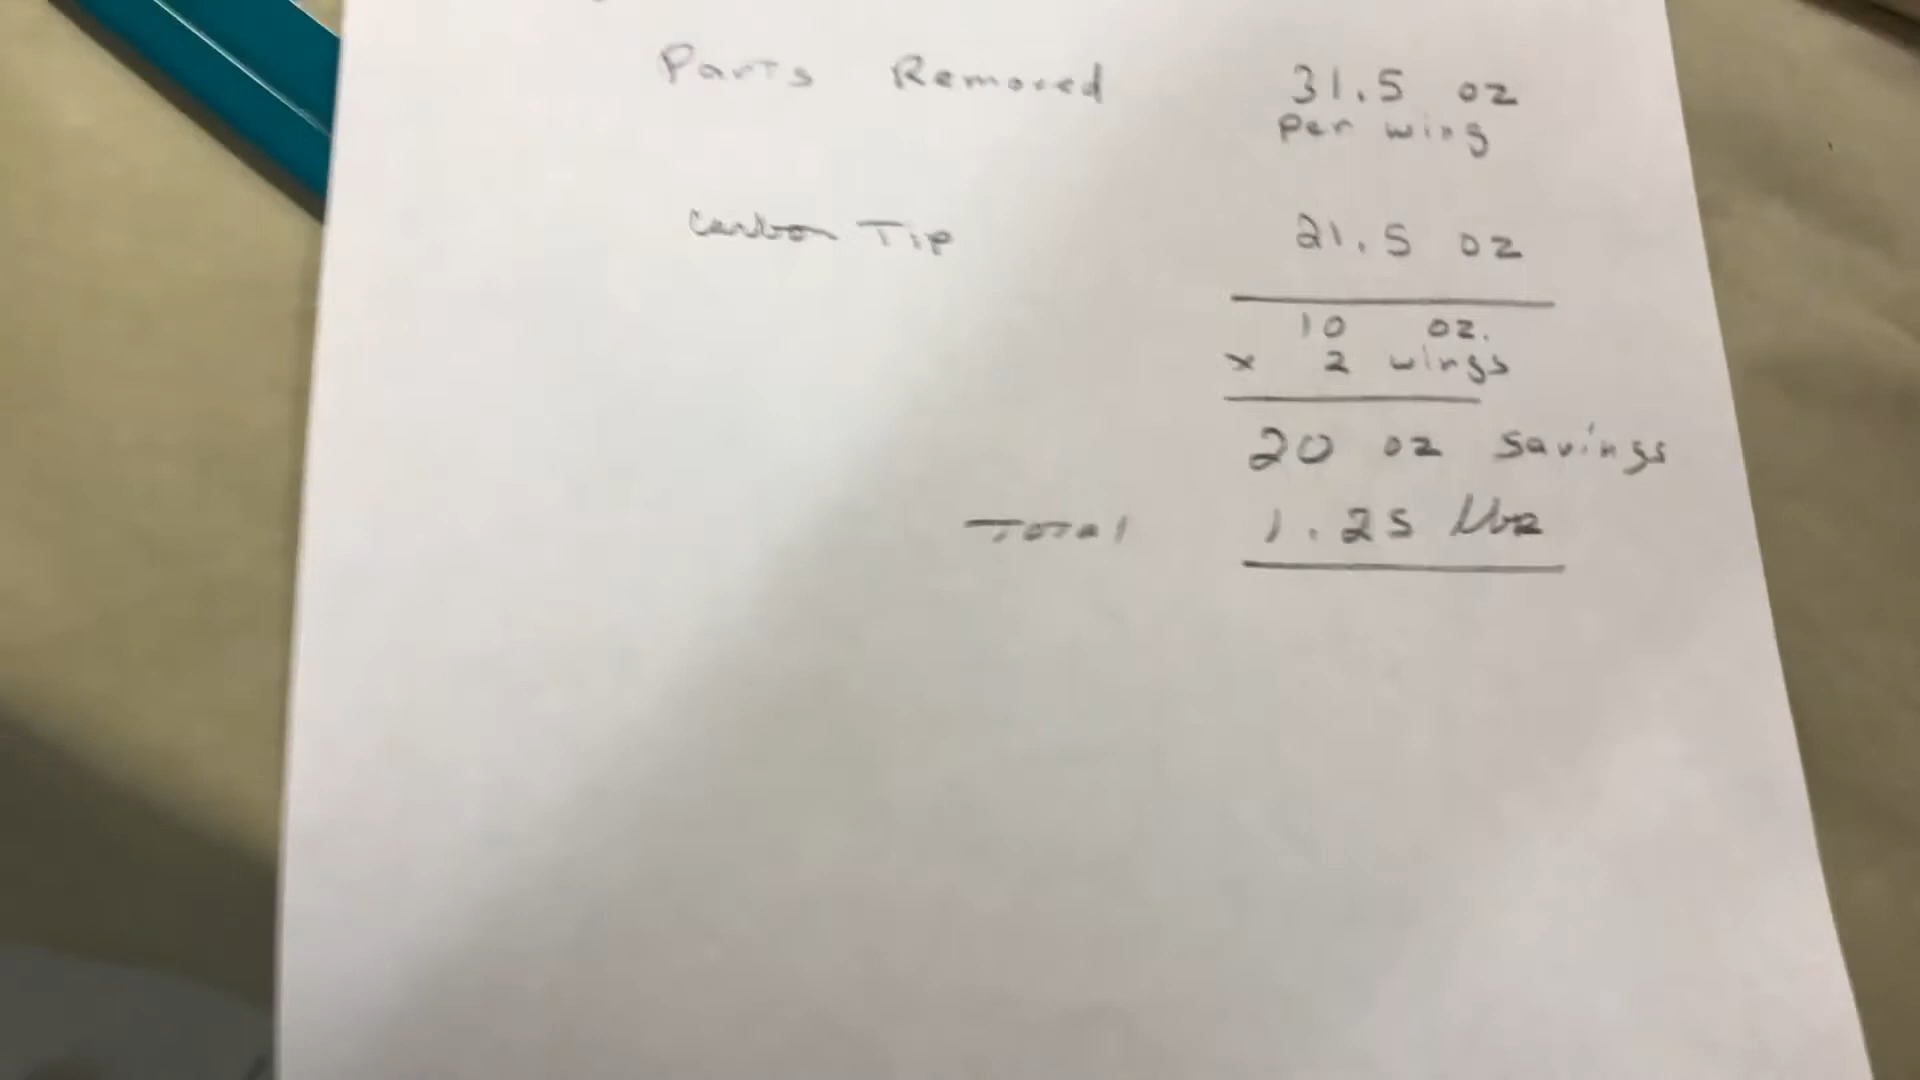 Parts Removed 31.5 oz
per wing
Carbon Tip 21.5 oz
10 oz.
x 2 wings
20 oz savings
Total 1.25 lbs